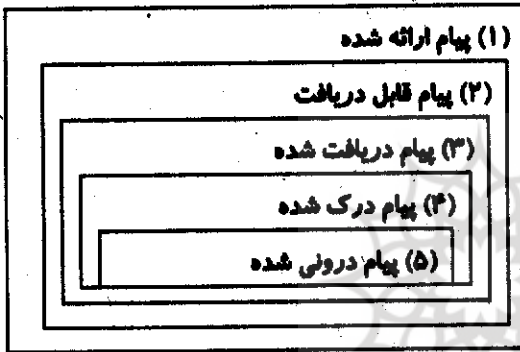 (۱) پیام ارائه شده
(۲) پیام قابل دریافت
(۳) پیام دریافت شده
(۴) پیام درک شده
(۵) پیام درونی شده